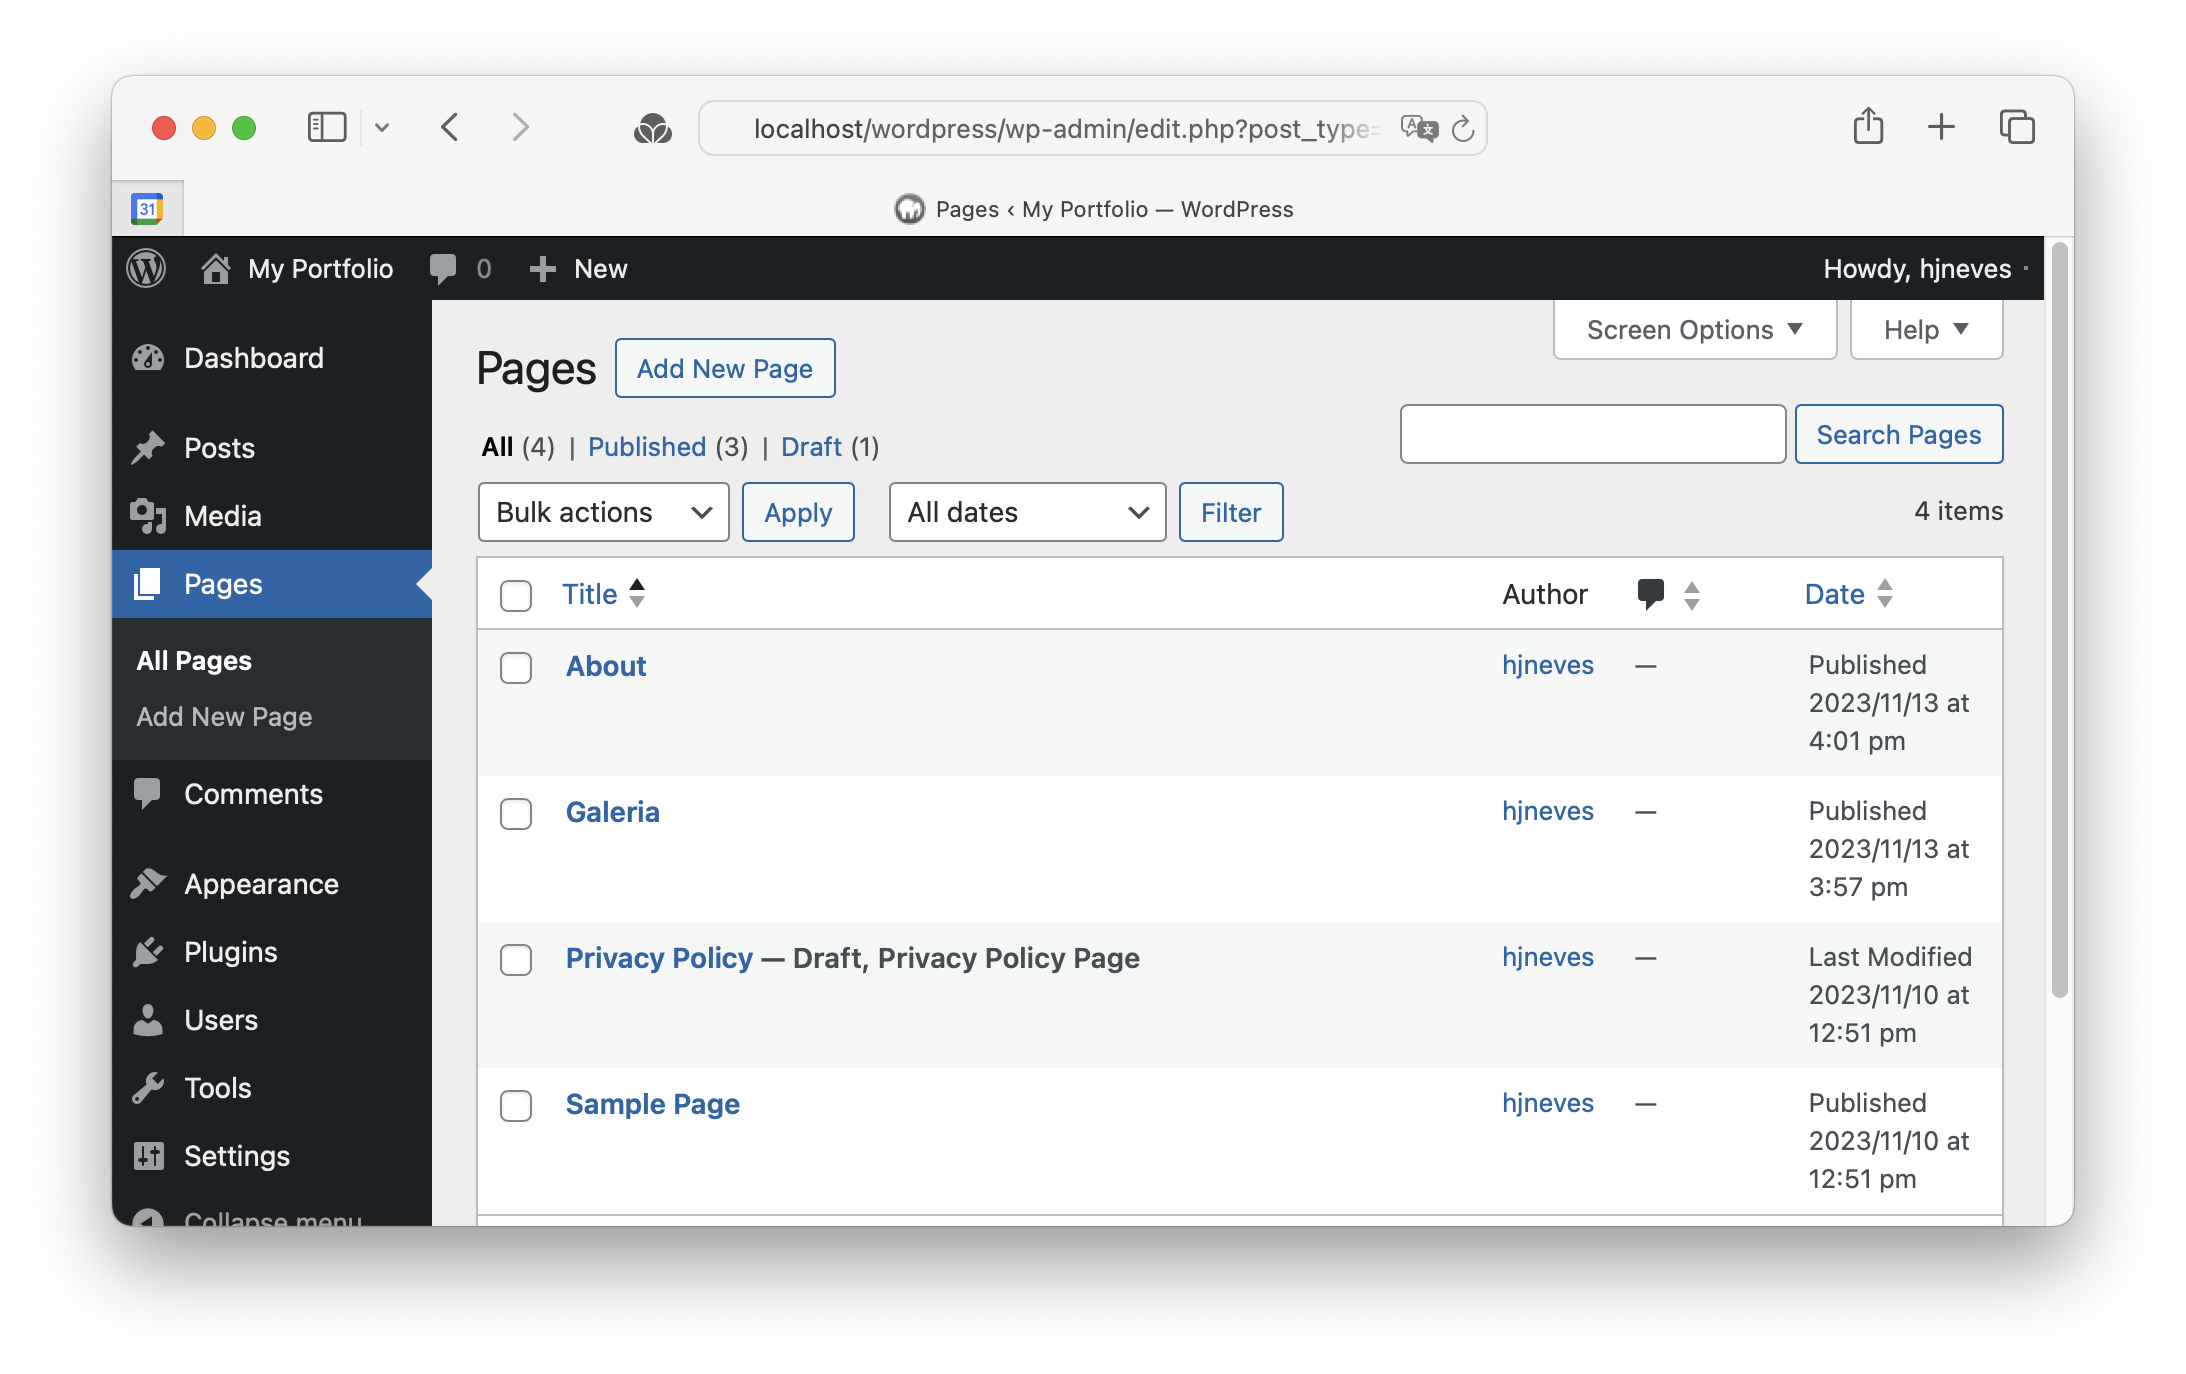 localhost/wordpress/wp-admin/edit.php?post_type=
31
Pages ‹ My Portfolio — WordPress
My Portfolio 0 New Howdy, hjneves
Dashboard
Posts
Media
Pages
All Pages
Add New Page
Comments
Appearance
Plugins
Users
Tools
Settings
Collapse menu
Screen Options Help
Pages Add New Page
All (4) | Published (3) | Draft (1)
Search Pages
Bulk actions Apply All dates Filter
4 items
Title Author Date
About hjneves — Published
2023/11/13 at
4:01 pm
Galeria hjneves — Published
2023/11/13 at
3:57 pm
Privacy Policy — Draft, Privacy Policy Page hjneves — Last Modified
2023/11/10 at
12:51 pm
Sample Page hjneves — Published
2023/11/10 at
12:51 pm